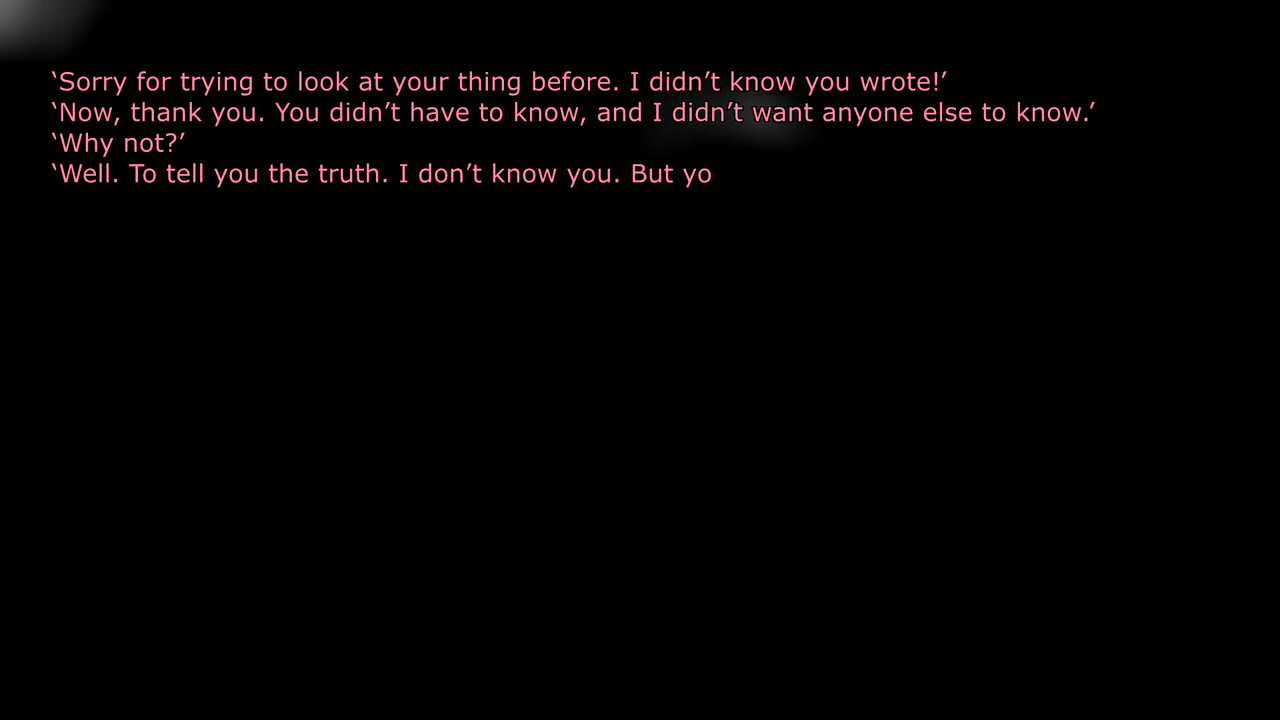 ‘Sorry for trying to look at your thing before. I didn’t know you wrote!’
‘Now, thank you. You didn’t have to know, and I didn’t want anyone else to know.’
‘Why not?’
‘Well. To tell you the truth. I don’t know you. But yo